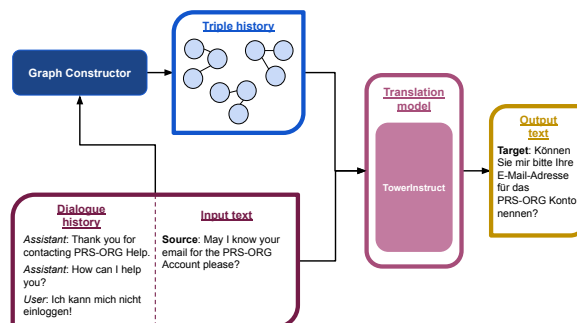 Triple history
Graph Constructor
Translation
model
TowerInstruct
Output
text
Target: Können
Sie mir bitte Ihre
E-Mail-Adresse
für das
PRS-ORG Konto
nennen?
Dialogue
history
Assistant: Thank you for
contacting PRS-ORG Help.
Assistant: How can I help
you?
User: Ich kann mich nicht
einloggen!
Input text
Source: May I know your
email for the PRS-ORG
Account please?